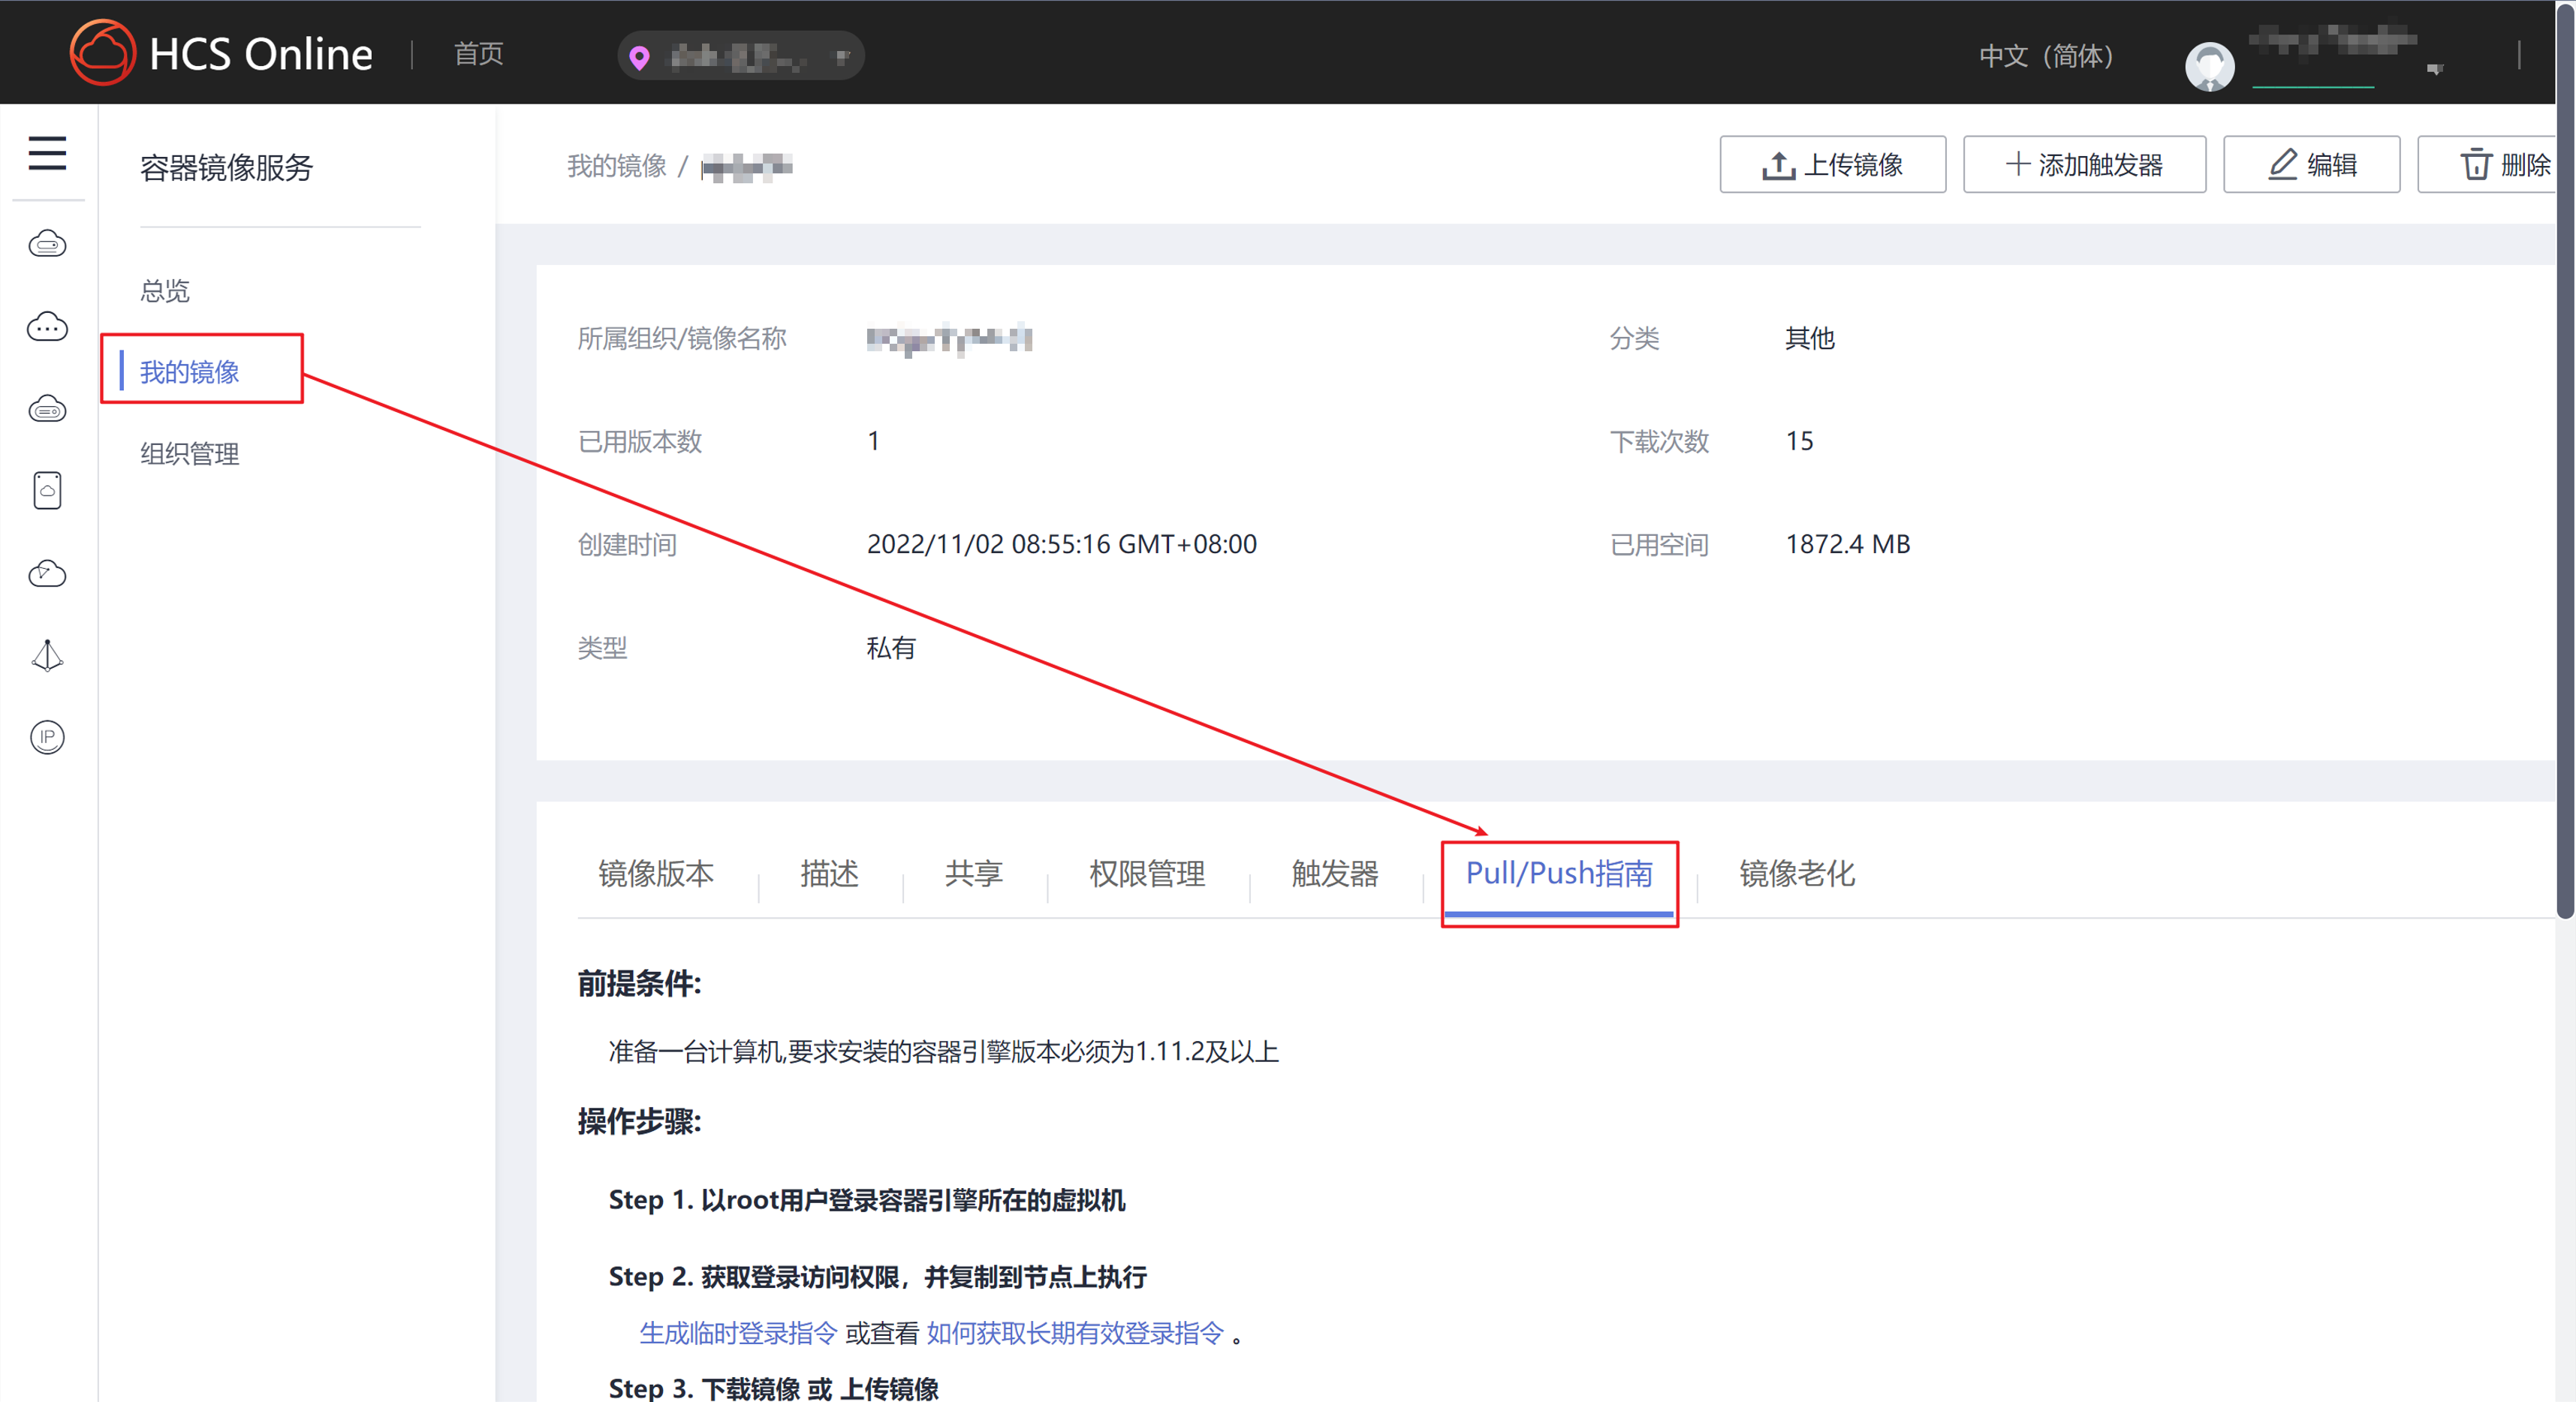 HCS Online
首页
中文（简体）
容器镜像服务
总览
我的镜像
组织管理
我的镜像 /
上传镜像
添加触发器
编辑
删除
所属组织/镜像名称
分类 其他
已用版本数 1
下载次数 15
创建时间 2022/11/02 08:55:16 GMT+08:00
已用空间 1872.4 MB
类型 私有
镜像版本
描述
共享
权限管理
触发器
Pull/Push指南
镜像老化
前提条件:
准备一台计算机,要求安装的容器引擎版本必须为1.11.2及以上
操作步骤:
Step 1. 以root用户登录容器引擎所在的虚拟机
Step 2. 获取登录访问权限，并复制到节点上执行
生成临时登录指令 或查看 如何获取长期有效登录指令 。
Step 3. 下载镜像 或 上传镜像
IP